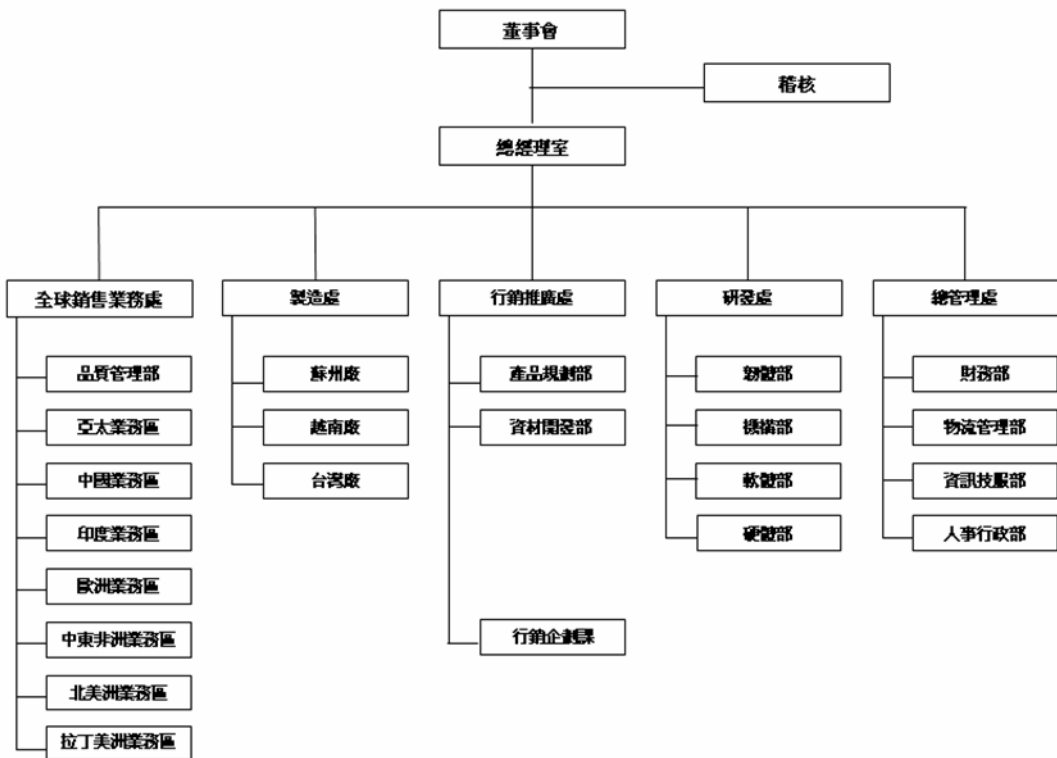 董事會
稽核
總經理室
全球銷售業務處
製造處
行銷推廣處
研發處
總管理處
品質管理部
亞太業務區
中國業務區
印度業務區
歐洲業務區
中東非洲業務區
北美洲業務區
拉丁美洲業務區
蘇州廠
越南廠
台灣廠
產品規劃部
資材開發部
行銷企劃課
韌體部
機構部
軟體部
硬體部
財務部
物流管理部
資訊技服部
人事行政部